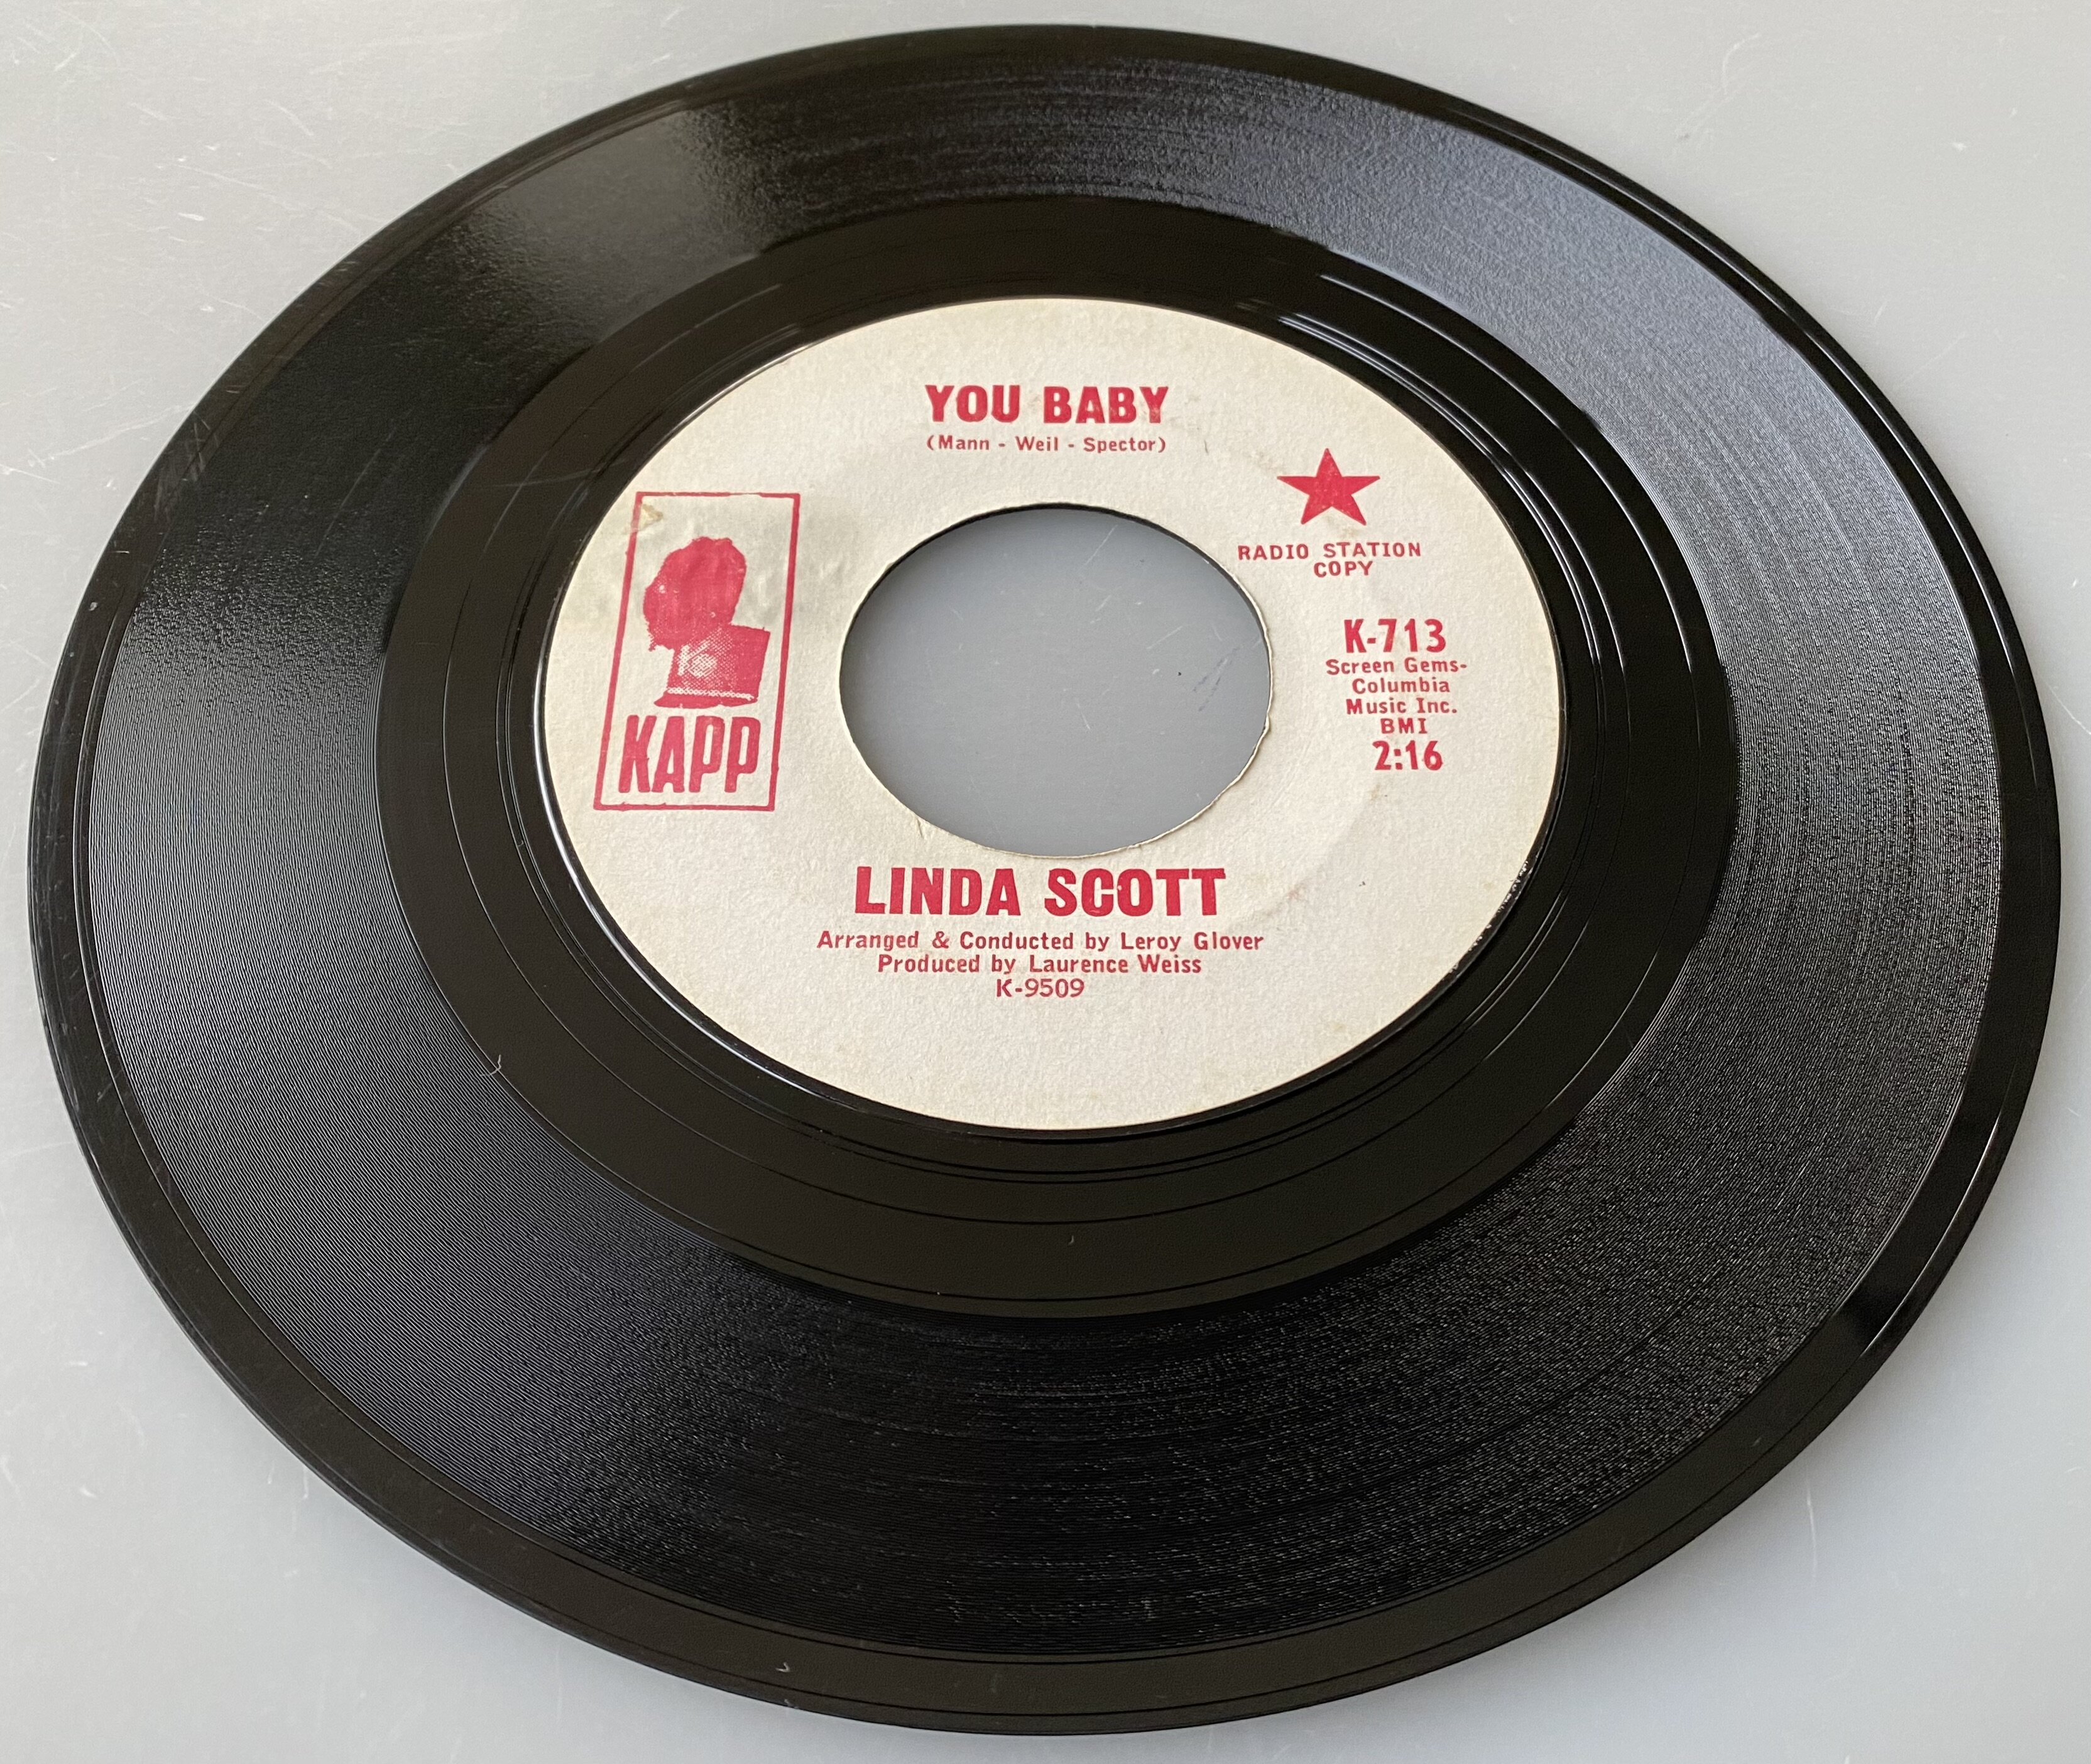 YOU BABY
(Mann - Weil - Spector)
RADIO STATION
COPY
KAPP
K-713
Screen Gems-
Columbia
Music Inc.
BMI
2:16
LINDA SCOTT
Arranged & Conducted by Leroy Glover
Produced by Laurence Weiss
K-9509